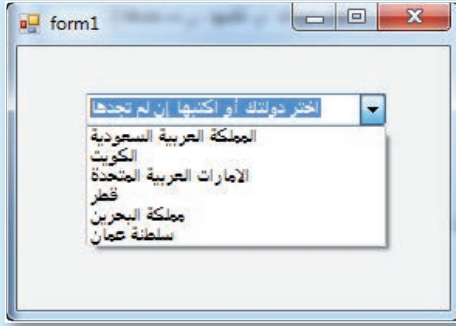 form1
اختر دولتك أو اكتبها إن لم تجدها
المملكة العربية السعودية
الكويت
الامارات العربية المتحدة
قطر
مملكة البحرين
سلطنة عمان